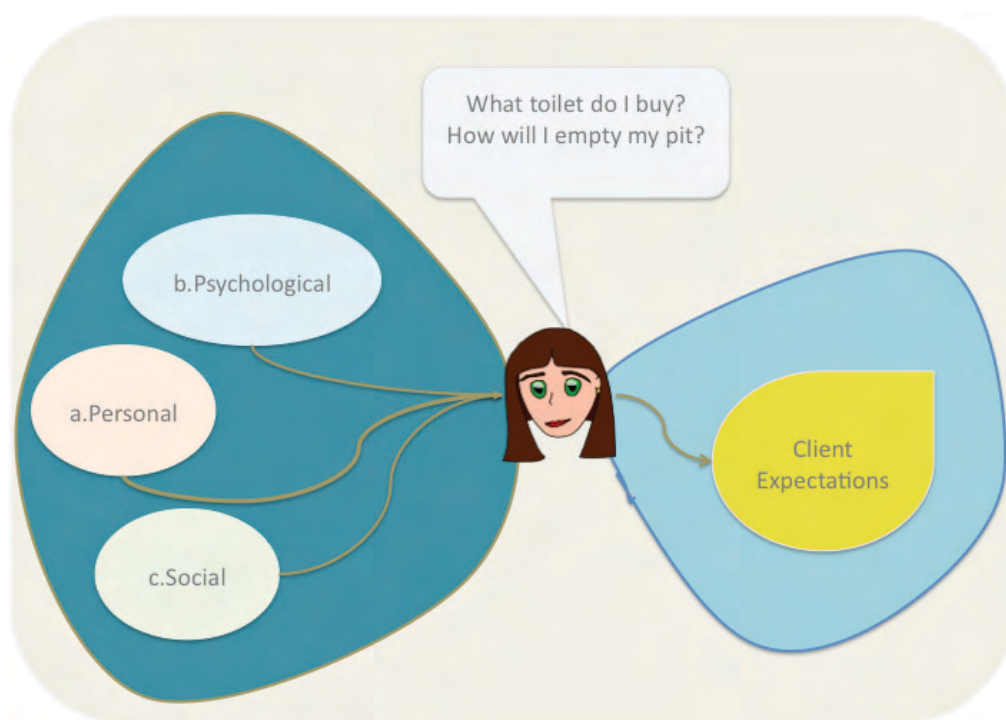 What toilet do I buy?
How will I empty my pit?
b.Psychological
a.Personal
c.Social
Client
Expectations